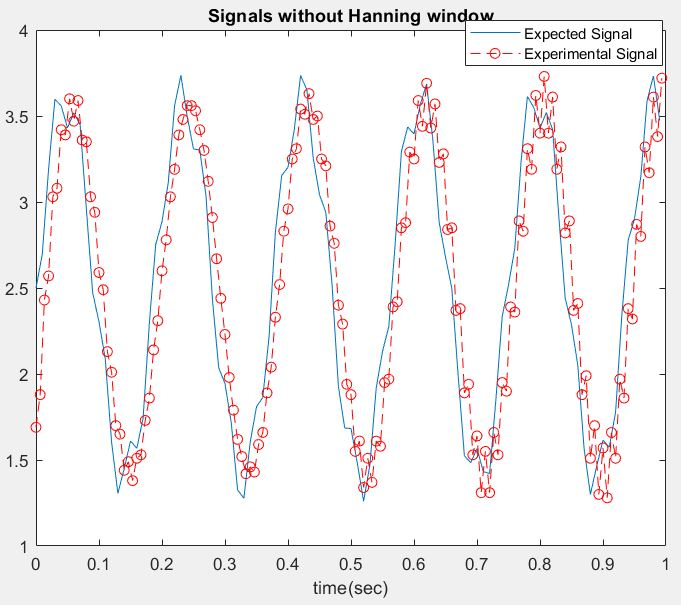 Signals without Hanning window
Expected Signal
Experimental Signal
4
3.5
3
2.5
2
1.5
1
0 0.1 0.2 0.3 0.4 0.5 0.6 0.7 0.8 0.9 1
time(sec)